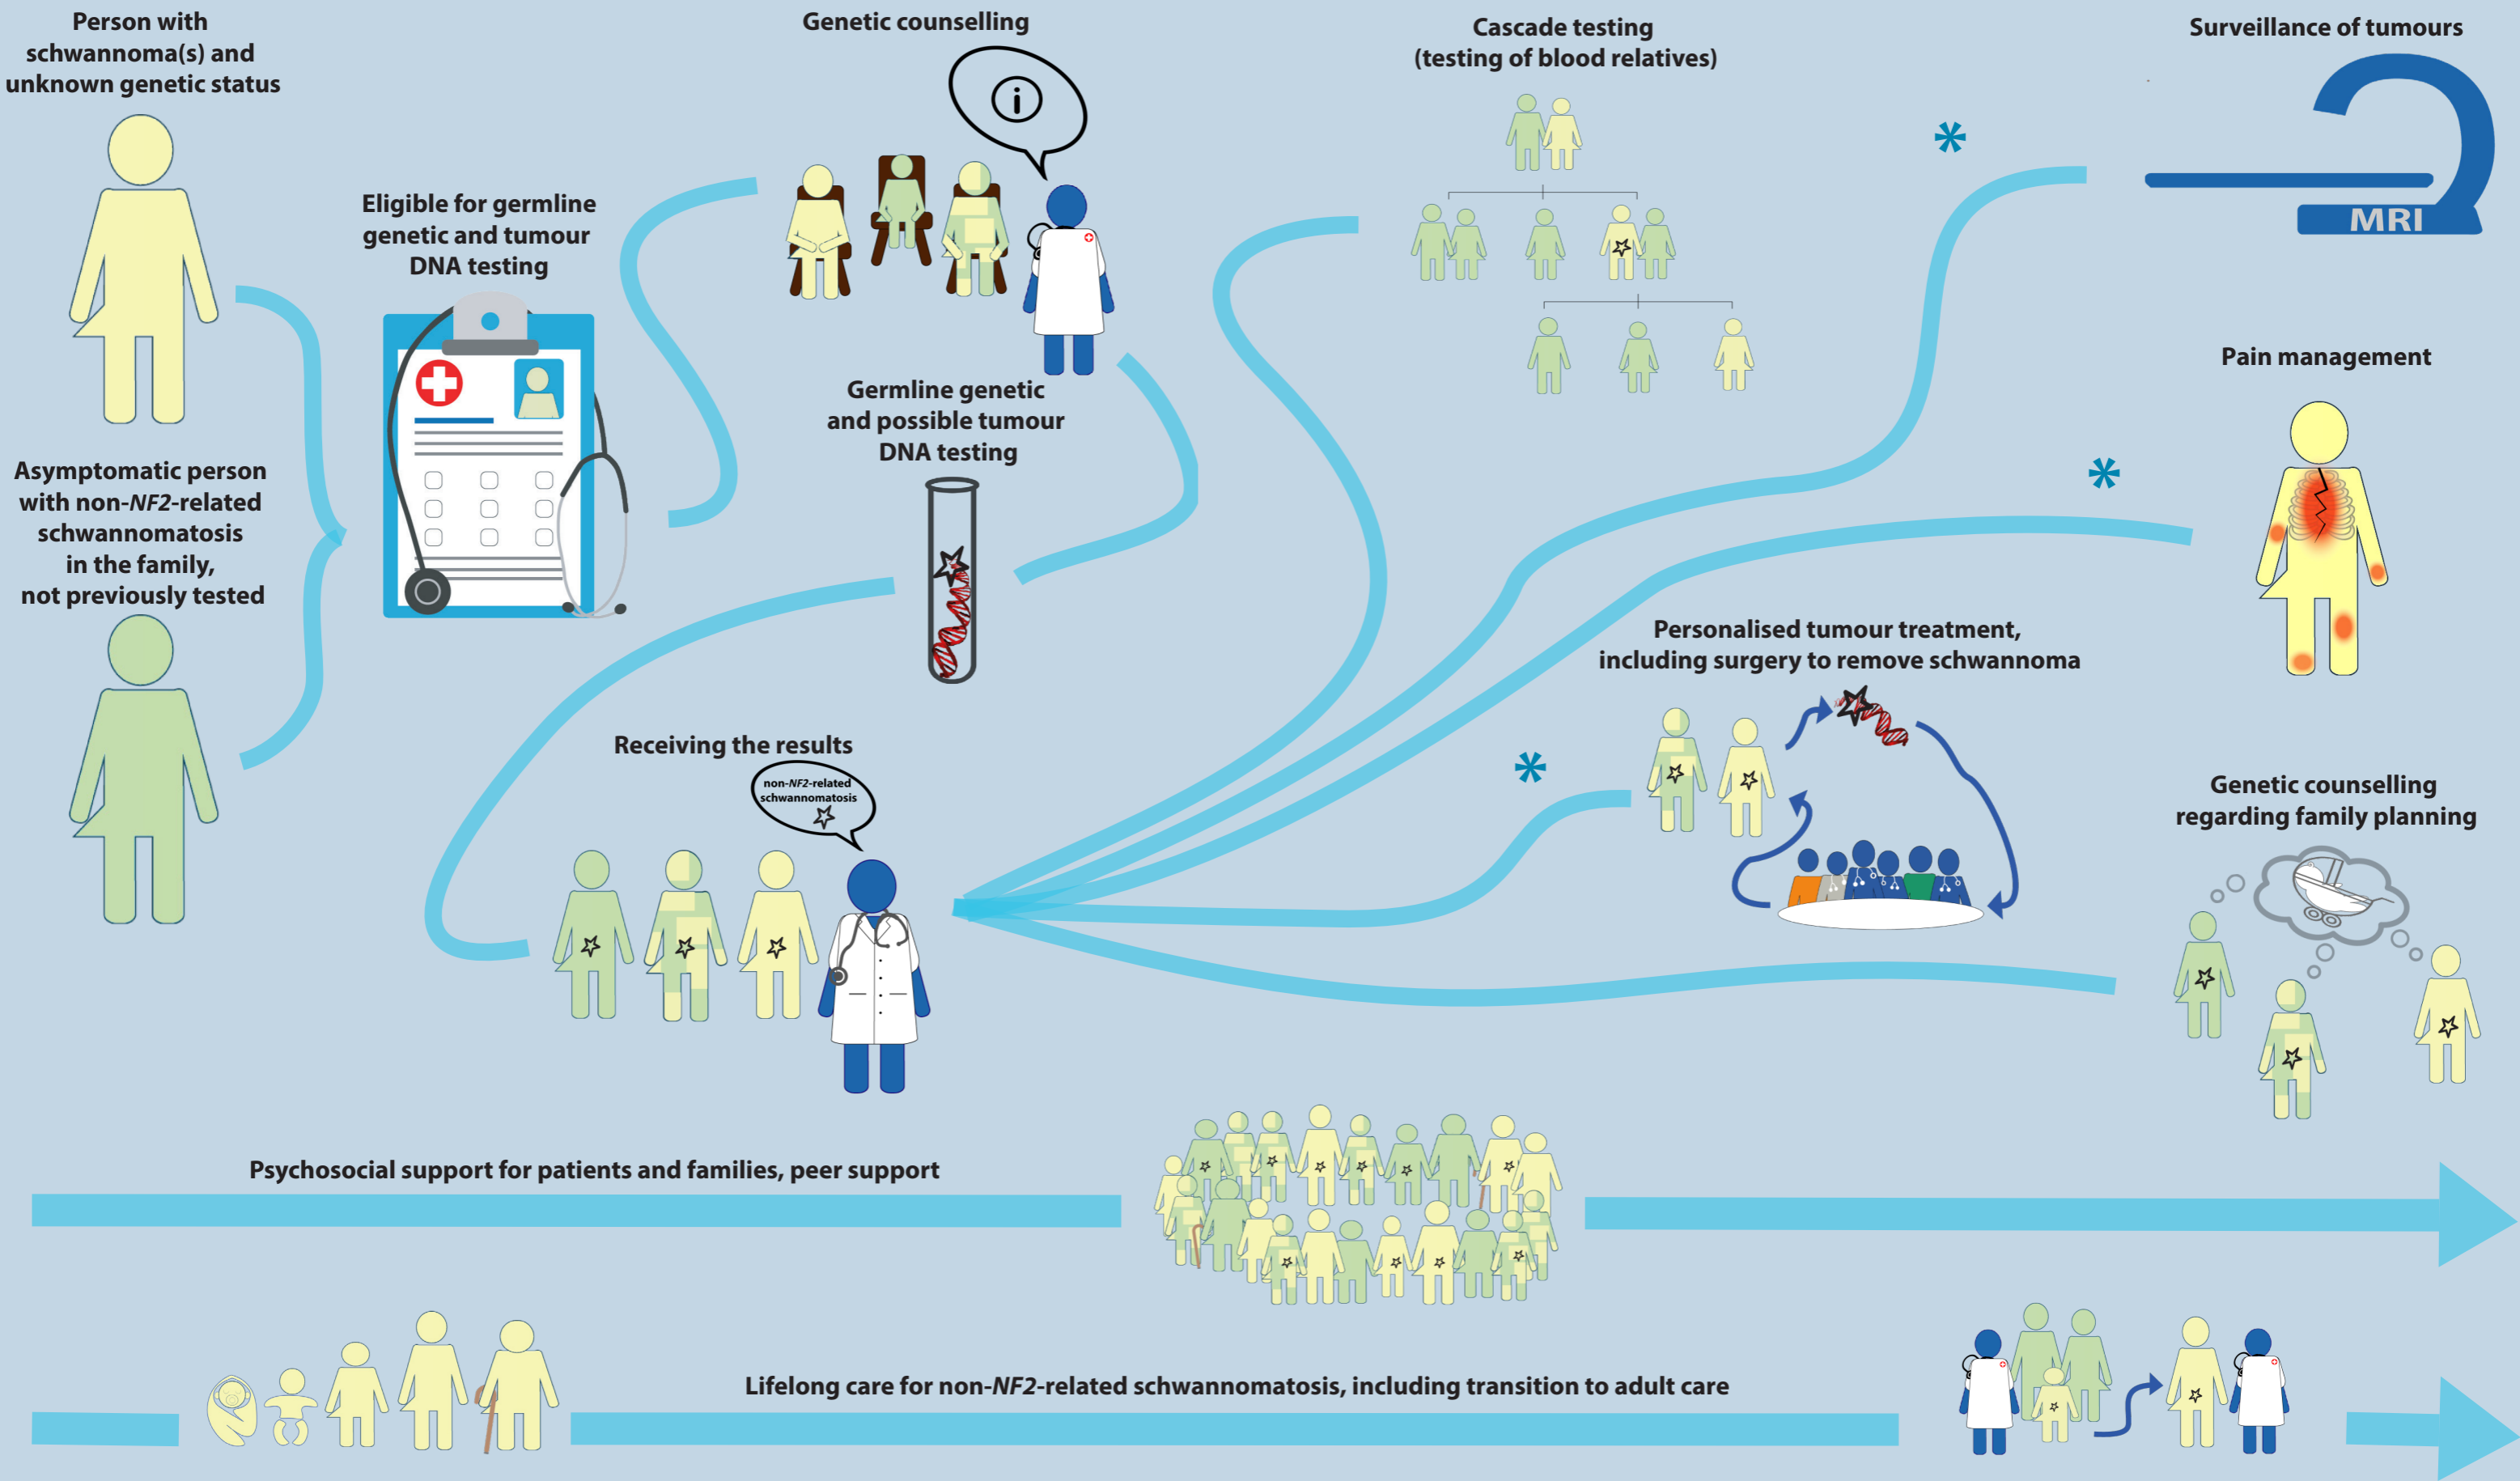 Person with
schwannoma(s) and
unknown genetic status
Asymptomatic person
with non-NF2-related
schwannomatosis
in the family,
not previously tested
Eligible for germline
genetic and tumour
DNA testing
Genetic counselling
i
Germline genetic
and possible tumour
DNA testing
Receiving the results
non-NF2-related
schwannomatosis
Cascade testing
(testing of blood relatives)
*
Surveillance of tumours
MRI
*
Pain management
*
Personalised tumour treatment,
including surgery to remove schwannoma
Genetic counselling
regarding family planning
Psychosocial support for patients and families, peer support
Lifelong care for non-NF2-related schwannomatosis, including transition to adult care